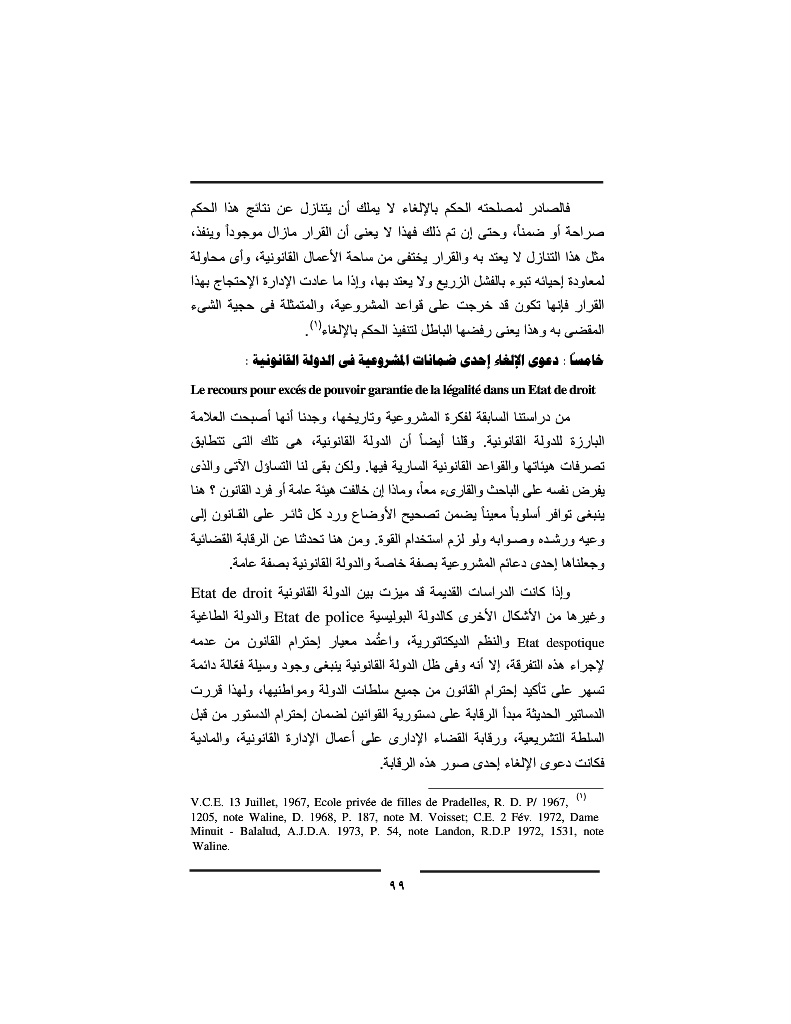 فالصادر لمصلحته الحكم بالإلغاء لا يملك أن يتنازل عن نتائج هذا الحكم
صراحة أو ضمناً، وحتى إن تم ذلك فهذا لا يعنى أن القرار مازال موجوداً وينفذ،
مثل هذا التنازل لا يعتد به والقرار يختفى من ساحة الأعمال القانونية، وأى محاولة
لمعاودة إحيائه تبوء بالفشل الزريع ولا يعتد بها، وإذا ما عادت الإدارة الإحتجاج بهذا
القرار فإنها تكون قد خرجت على قواعد المشروعية، والمتمثلة فى حجية الشىء
المقضى به وهذا يعنى رفضها الباطل لتنفيذ الحكم بالإلغاء(١).
خامساً : دعوى الإلغاء إحدى ضمانات المشروعية فى الدولة القانونية :
Le recours pour excés de pouvoir garantie de la légalité dans un Etat de droit
من دراستنا السابقة لفكرة المشروعية وتاريخها، وجدنا أنها أصبحت العلامة
البارزة للدولة القانونية. وقلنا أيضاً أن الدولة القانونية، هى تلك التى تتطابق
تصرفات هيئاتها والقواعد القانونية السارية فيها. ولكن بقى لنا التساؤل الآتى والذى
يفرض نفسه على الباحث والقارىء معاً، وماذا إن خالفت هيئة عامة أو فرد القانون ؟ هنا
ينبغى توافر أسلوباً معيناً يضمن تصحيح الأوضاع ورد كل ثائر على القانون إلى
وعيه ورشده وصوابه ولو لزم استخدام القوة. ومن هنا تحدثنا عن الرقابة القضائية
وجعلناها إحدى دعائم المشروعية بصفة خاصة والدولة القانونية بصفة عامة.
وإذا كانت الدراسات القديمة قد ميزت بين الدولة القانونية Etat de droit
وغيرها من الأشكال الأخرى كالدولة البوليسية Etat de police والدولة الطاغية
Etat despotique والنظم الديكتاتورية، واعتُمد معيار إحترام القانون من عدمه
لإجراء هذه التفرقة، إلا أنه وفى ظل الدولة القانونية ينبغى وجود وسيلة فعّالة دائمة
تسهر على تأكيد إحترام القانون من جميع سلطات الدولة ومواطنيها، ولهذا قررت
الدساتير الحديثة مبدأ الرقابة على دستورية القوانين لضمان إحترام الدستور من قبل
السلطة التشريعية، ورقابة القضاء الإدارى على أعمال الإدارة القانونية، والمادية
فكانت دعوى الإلغاء إحدى صور هذه الرقابة.
(١) V.C.E. 13 Juillet, 1967, Ecole privée de filles de Pradelles, R. D. P/ 1967,
1205, note Waline, D. 1968, P. 187, note M. Voisset; C.E. 2 Fév. 1972, Dame
Minuit - Balalud, A.J.D.A. 1973, P. 54, note Landon, R.D.P 1972, 1531, note
Waline.
٩٩